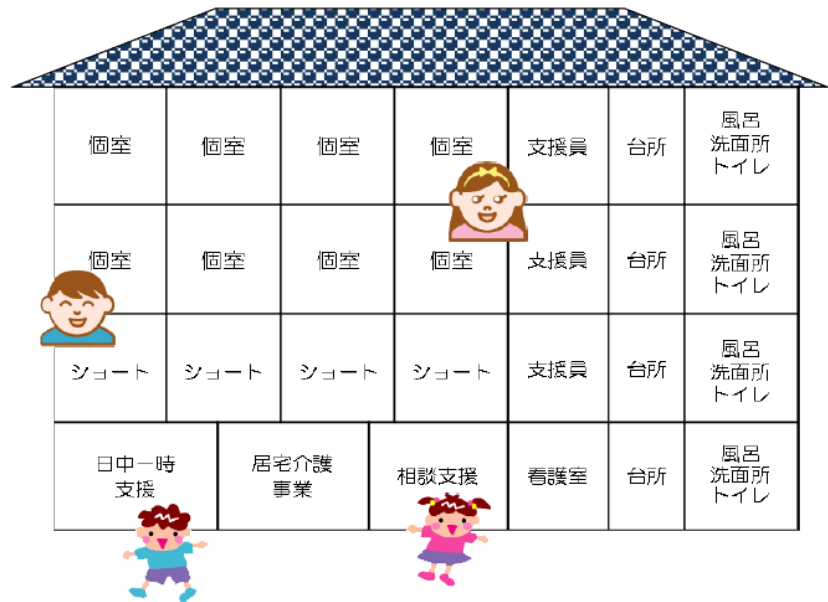 個室 個室 個室 個室 支援員 台所 風呂
洗面所
トイレ
個室 個室 個室 個室 支援員 台所 風呂
洗面所
トイレ
ショート ショート ショート ショート 支援員 台所 風呂
洗面所
トイレ
日中一時
支援
居宅介護
事業
相談支援
看護室
台所
風呂
洗面所
トイレ